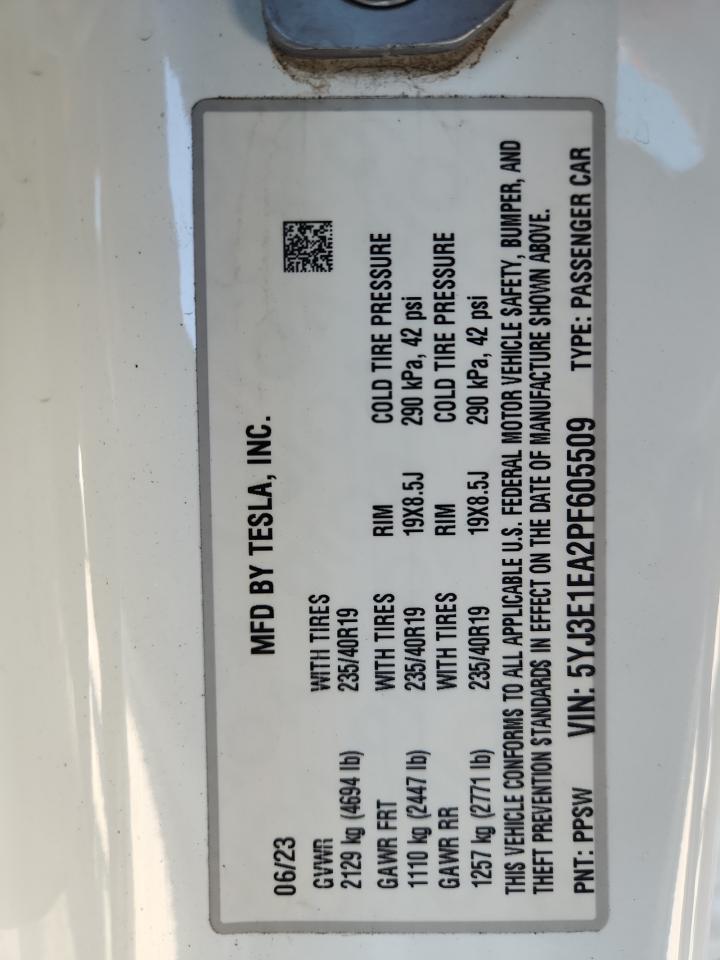 MFD BY TESLA, INC.
06/23
GVWR WITH TIRES
2129 kg (4694 lb) 235/40R19
GAWR FRT WITH TIRES RIM COLD TIRE PRESSURE
1110 kg (2447 lb) 235/40R19 19X8.5J 290 kPa, 42 psi
GAWR RR WITH TIRES RIM COLD TIRE PRESSURE
1257 kg (2771 lb) 235/40R19 19X8.5J 290 kPa, 42 psi
THIS VEHICLE CONFORMS TO ALL APPLICABLE U.S. FEDERAL MOTOR VEHICLE SAFETY, BUMPER, AND
THEFT PREVENTION STANDARDS IN EFFECT ON THE DATE OF MANUFACTURE SHOWN ABOVE.
PNT: PPSW VIN: 5YJ3E1EA2PF605509 TYPE: PASSENGER CAR